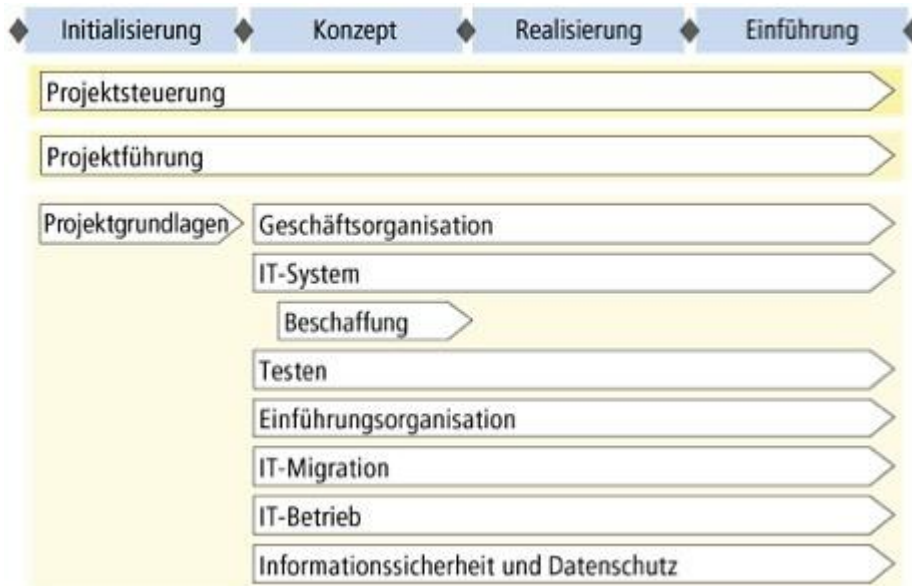 Initialisierung Konzept Realisierung Einführung
Projektsteuerung
Projektführung
Projektgrundlagen Geschäftsorganisation
IT-System
Beschaffung
Testen
Einführungsorganisation
IT-Migration
IT-Betrieb
Informationssicherheit und Datenschutz